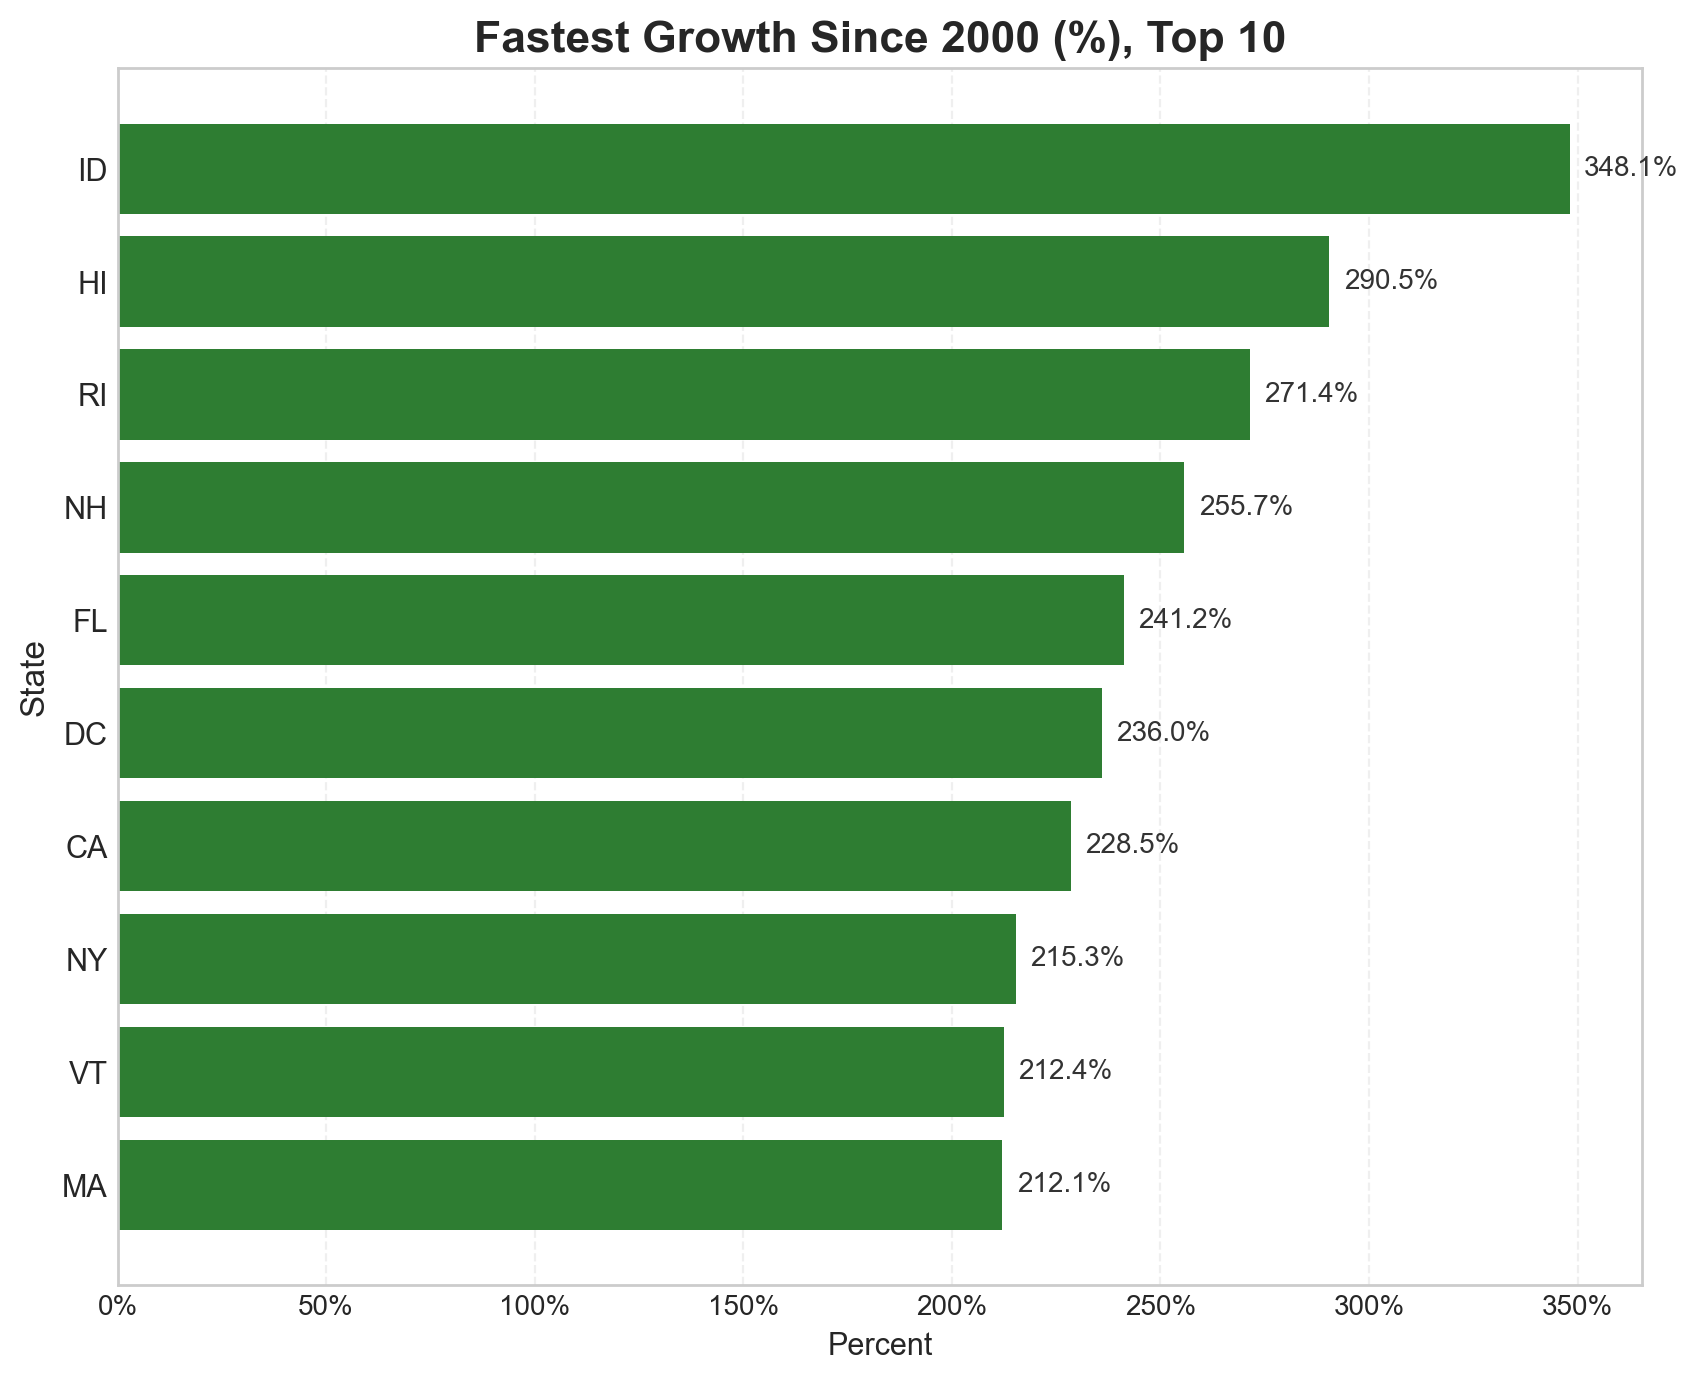 Fastest Growth Since 2000 (%), Top 10
ID
348.1%
HI
290.5%
RI
271.4%
NH
255.7%
FL
241.2%
State
DC
236.0%
CA
228.5%
NY
215.3%
VT
212.4%
MA
212.1%
0% 50% 100% 150% 200% 250% 300% 350%
Percent